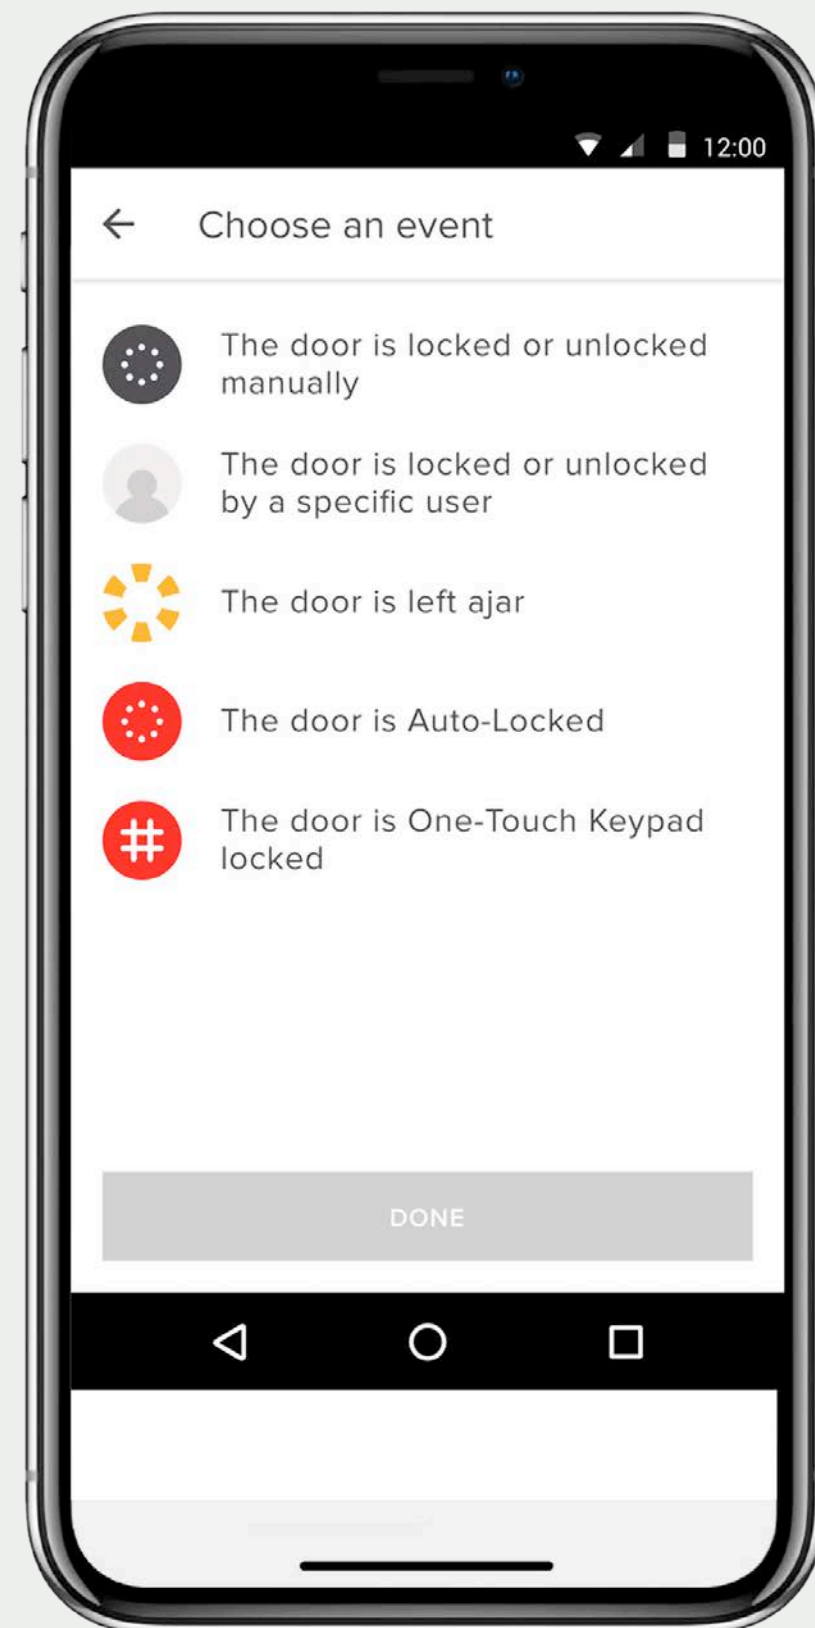 12:00
Choose an event
The door is locked or unlocked
manually
The door is locked or unlocked
by a specific user
The door is left ajar
The door is Auto-Locked
The door is One-Touch Keypad
locked
DONE